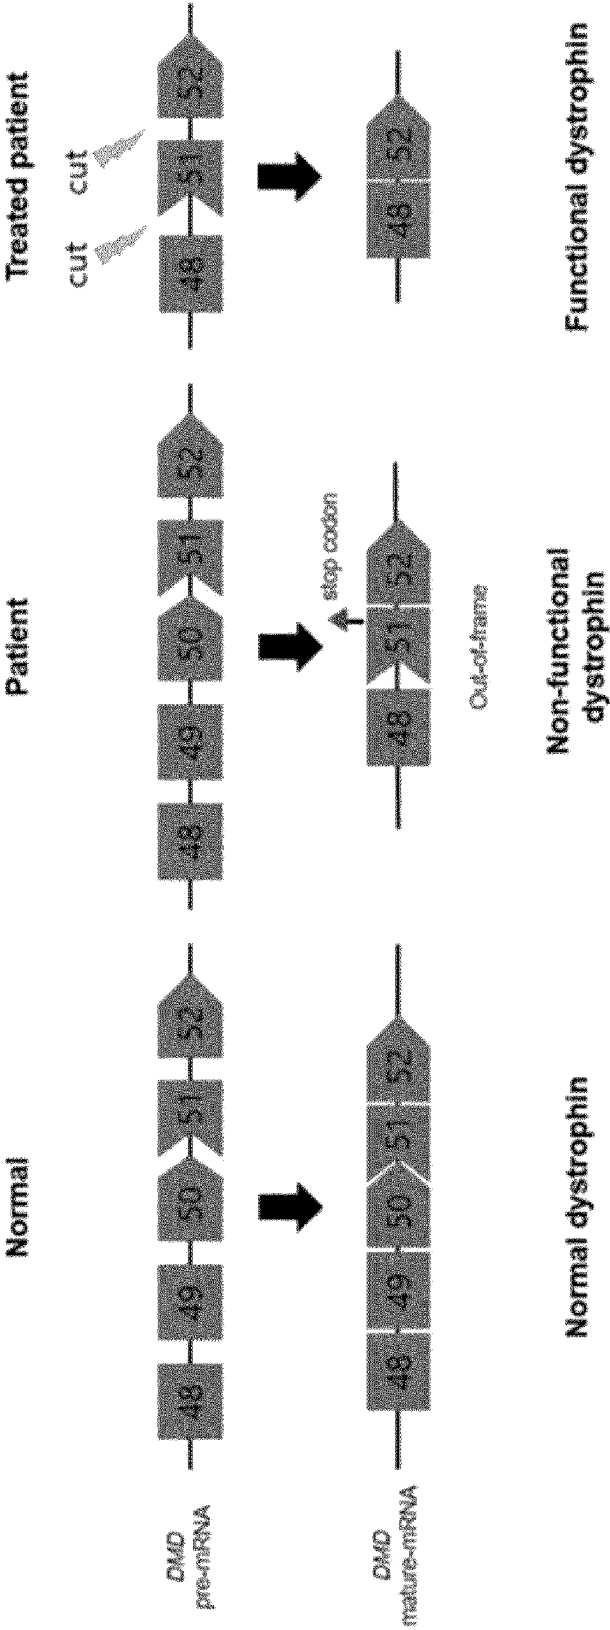 Normal
Patient
Treated patient
cut
cut
DMD
pre-mRNA
48 49 50 51 52
48 49 50 51 52
48 51 52
stop codon
DMD
mature-mRNA
48 49 50 51 52
48 51 52
48 52
Out-of-frame
Normal dystrophin
Non-functional
dystrophin
Functional dystrophin